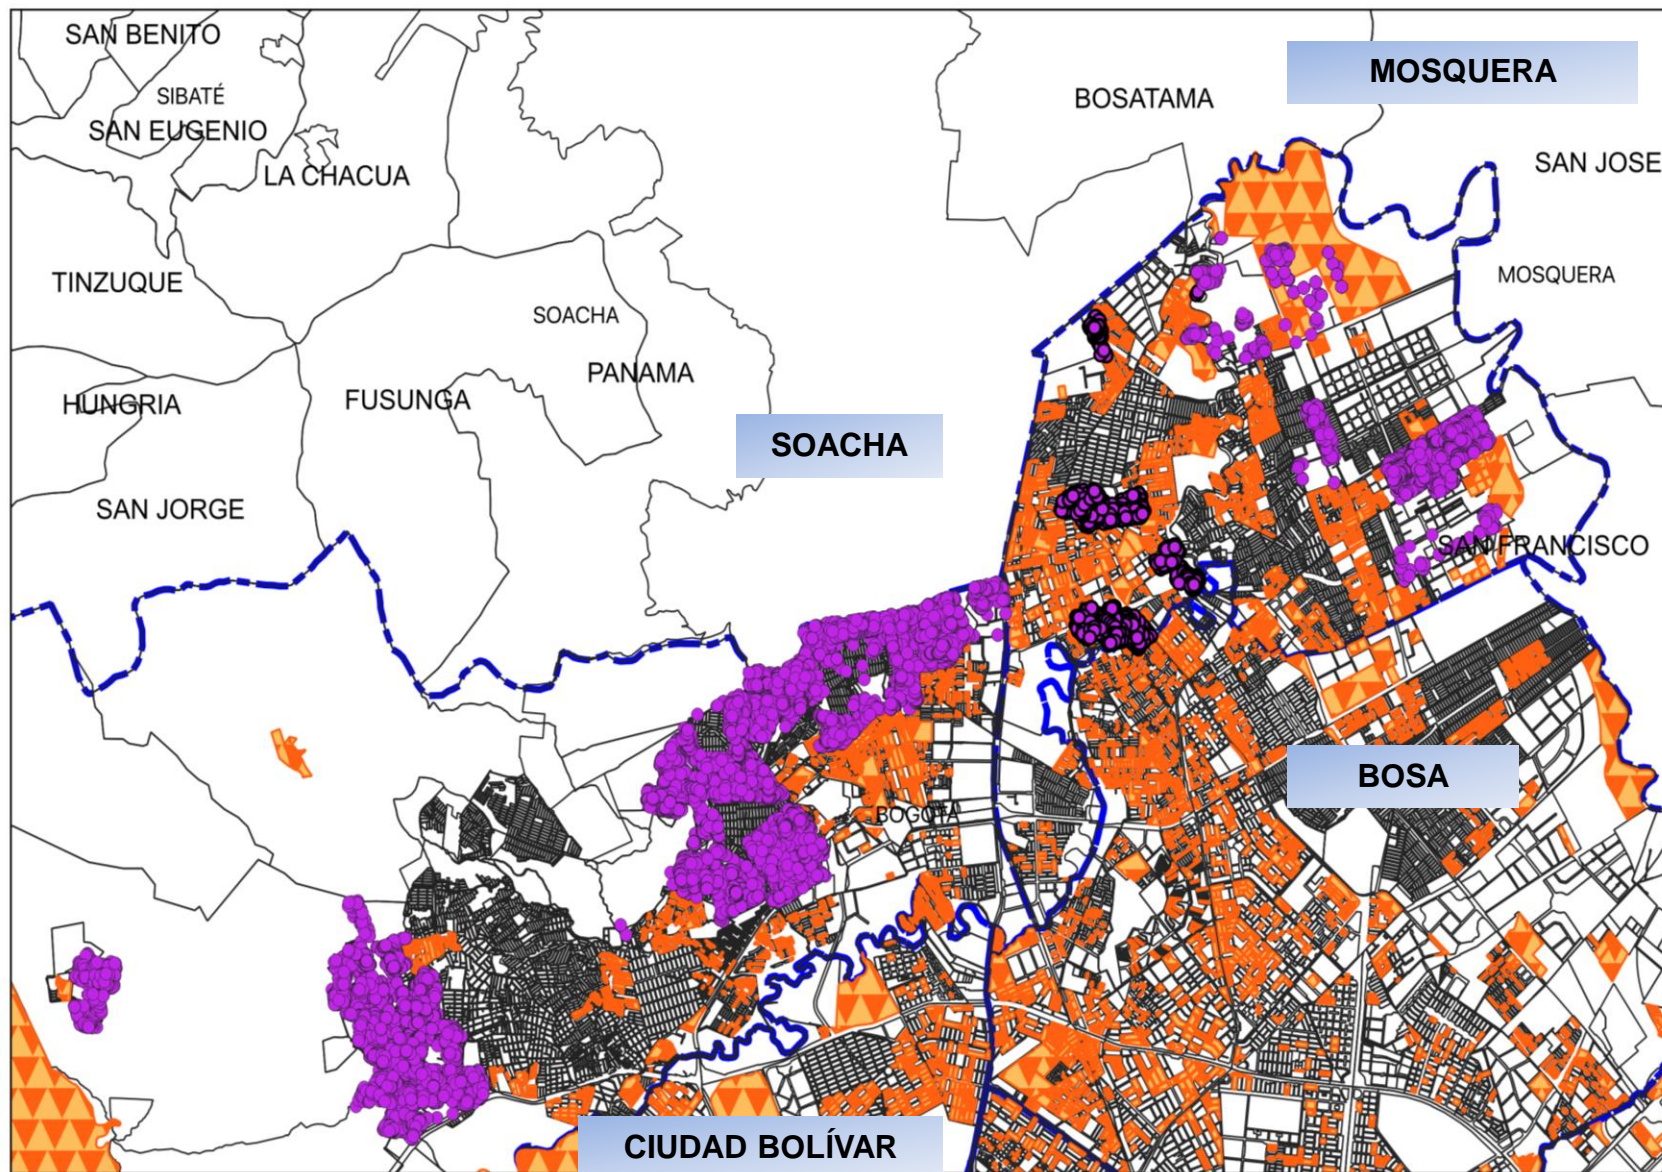 SAN BENITO
MOSQUERA
SIBATÉ
BOSATAMA
SAN EUGENIO
LA CHACUA
SAN JOSE
TINZUQUE
MOSQUERA
SOACHA
PANAMA
HUNGRIA
FUSUNGA
SOACHA
SAN JORGE
SAN FRANCISCO
BOSA
BOGOTÁ
CIUDAD BOLÍVAR